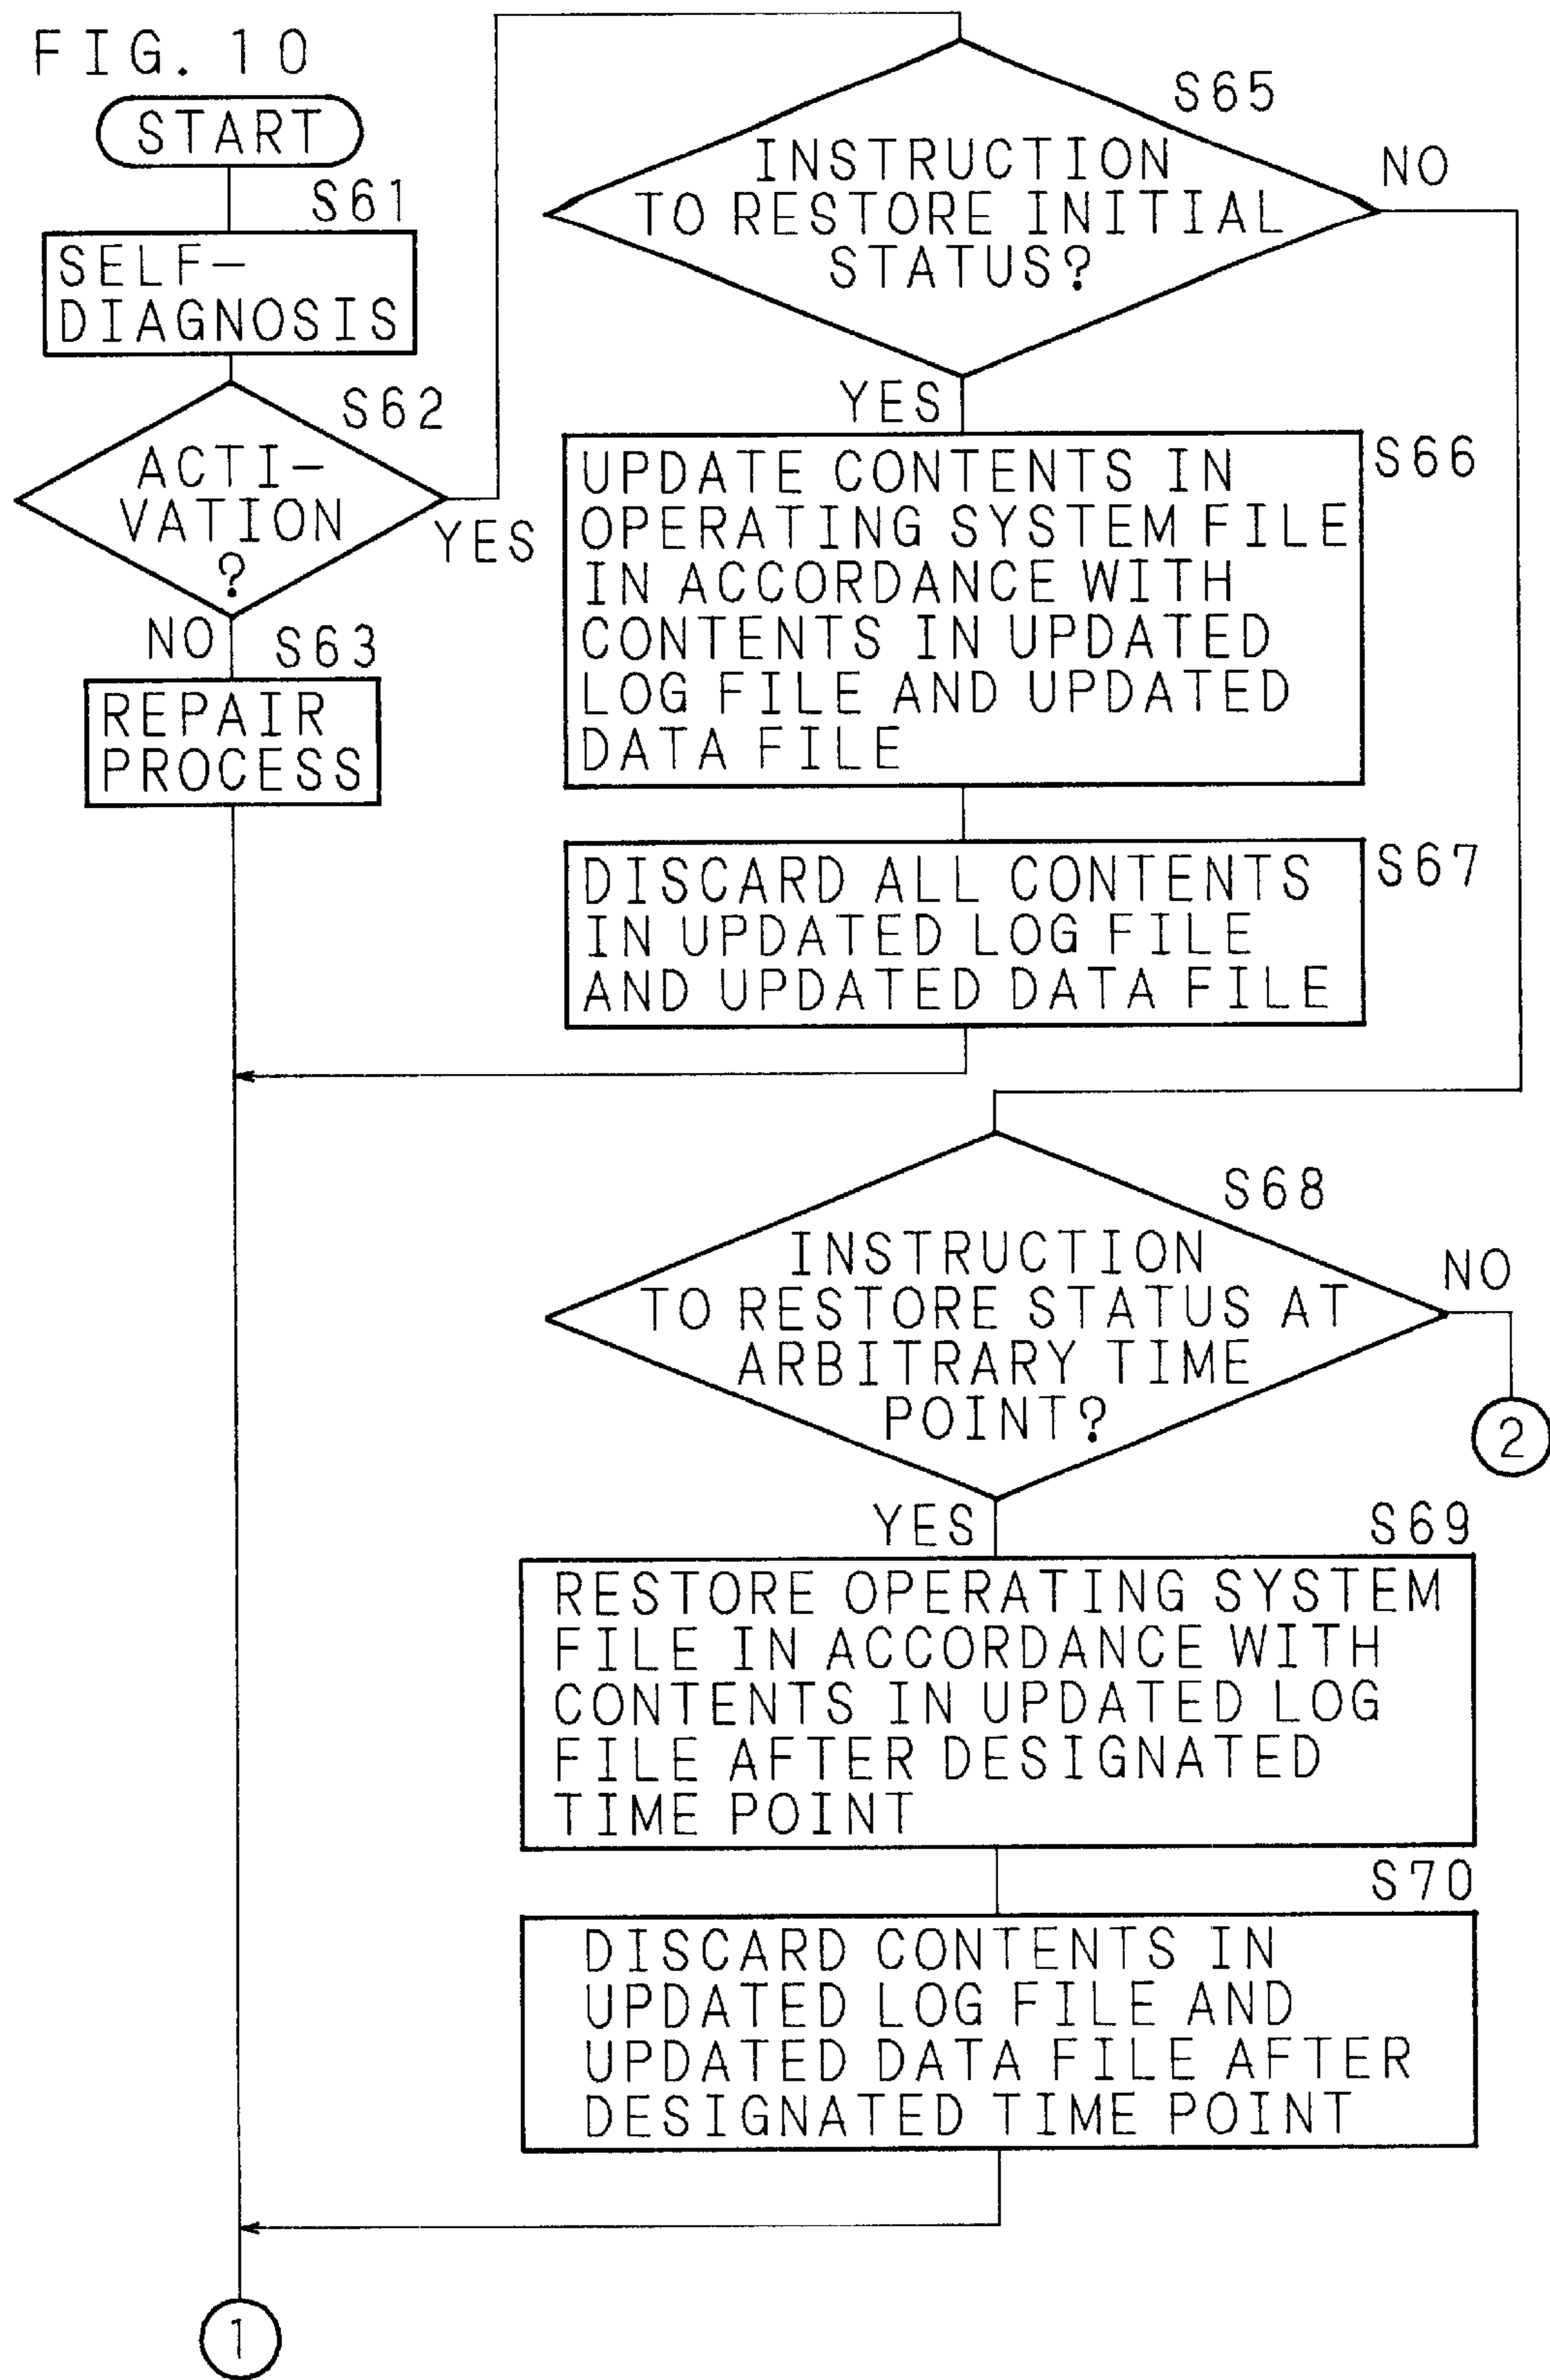 FIG. 10
START
S61
SELF-
DIAGNOSIS
S62
ACTI-
VATION
?
YES
NO
S63
REPAIR
PROCESS
S65
INSTRUCTION
TO RESTORE INITIAL
STATUS?
NO
YES
S66
UPDATE CONTENTS IN
OPERATING SYSTEM FILE
IN ACCORDANCE WITH
CONTENTS IN UPDATED
LOG FILE AND UPDATED
DATA FILE
S67
DISCARD ALL CONTENTS
IN UPDATED LOG FILE
AND UPDATED DATA FILE
S68
INSTRUCTION
TO RESTORE STATUS AT
ARBITRARY TIME
POINT?
NO
2
YES
S69
RESTORE OPERATING SYSTEM
FILE IN ACCORDANCE WITH
CONTENTS IN UPDATED LOG
FILE AFTER DESIGNATED
TIME POINT
S70
DISCARD CONTENTS IN
UPDATED LOG FILE AND
UPDATED DATA FILE AFTER
DESIGNATED TIME POINT
1